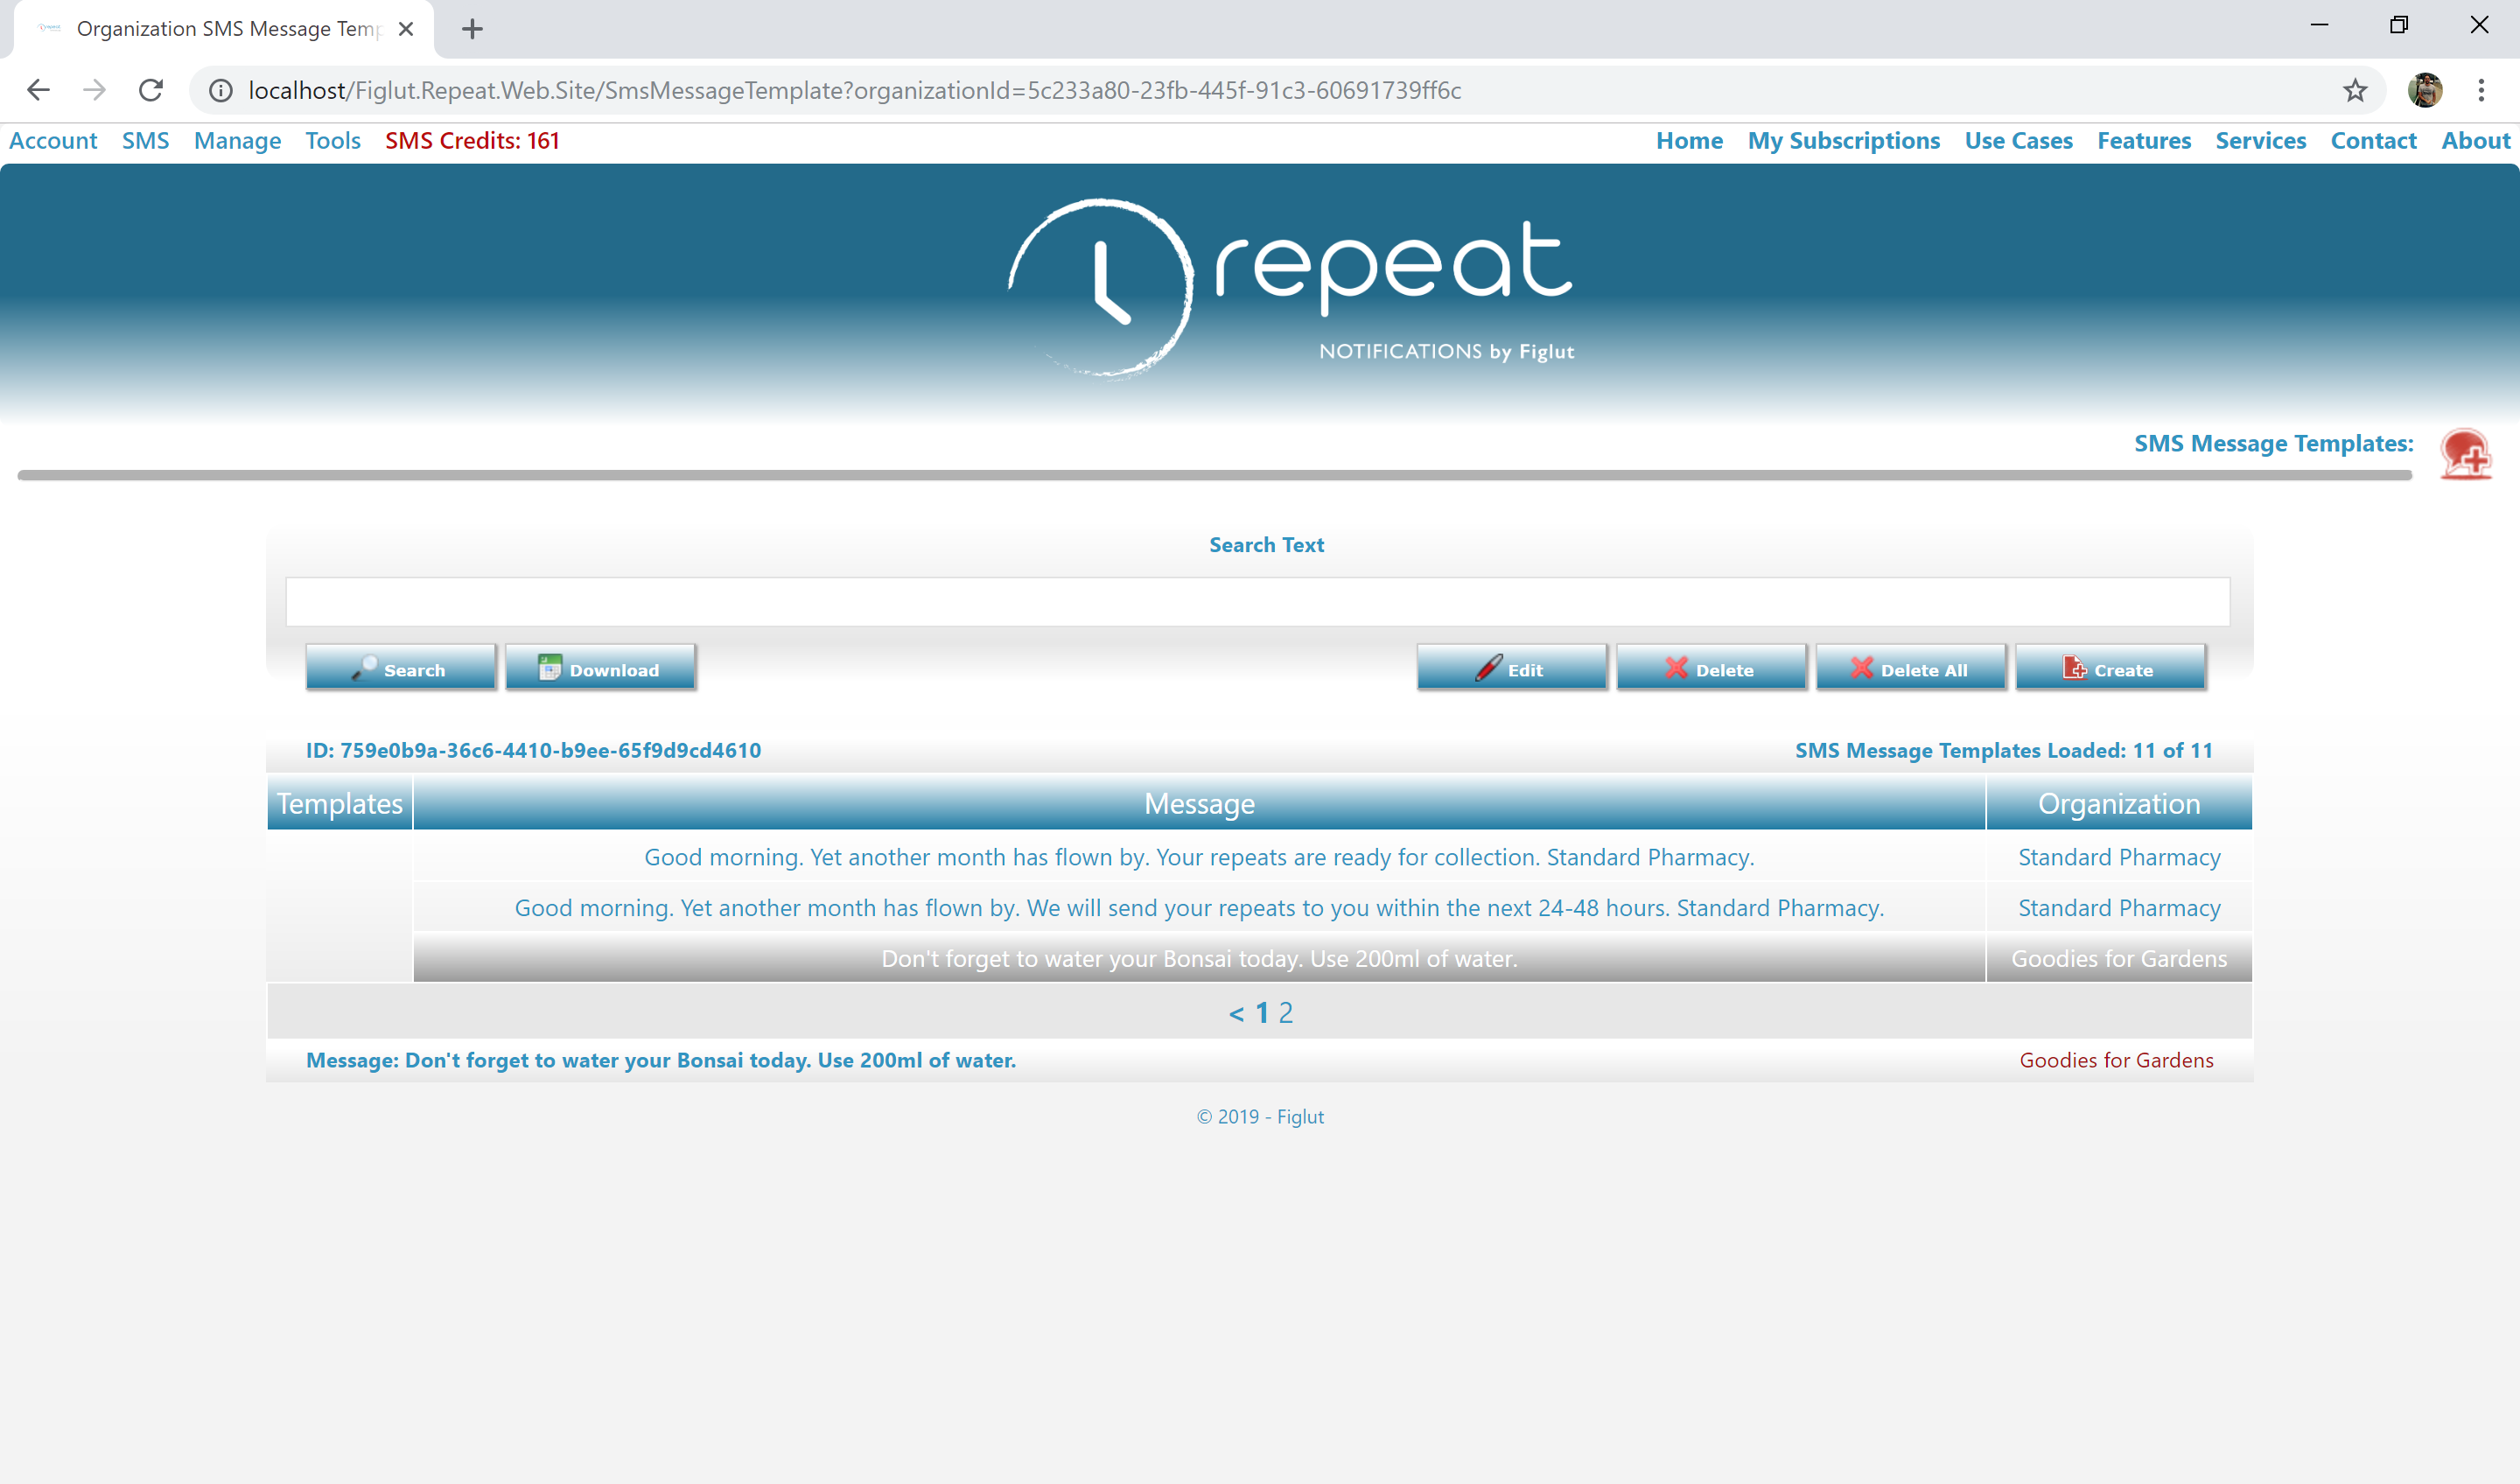 Organization SMS Message Temp
localhost/Figlut.Repeat.Web.Site/SmsMessageTemplate?organizationId=5c233a80-23fb-445f-91c3-60691739ff6c
Account SMS Manage Tools SMS Credits: 161 Home My Subscriptions Use Cases Features Services Contact About
repeat
NOTIFICATIONS by Figlut
SMS Message Templates:
Search Text
Search Download Edit Delete Delete All Create
ID: 759e0b9a-36c6-4410-b9ee-65f9d9cd4610 SMS Message Templates Loaded: 11 of 11
Templates Message Organization
Good morning. Yet another month has flown by. Your repeats are ready for collection. Standard Pharmacy. Standard Pharmacy
Good morning. Yet another month has flown by. We will send your repeats to you within the next 24-48 hours. Standard Pharmacy. Standard Pharmacy
Don't forget to water your Bonsai today. Use 200ml of water. Goodies for Gardens
< 1 2
Message: Don't forget to water your Bonsai today. Use 200ml of water. Goodies for Gardens
© 2019 - Figlut